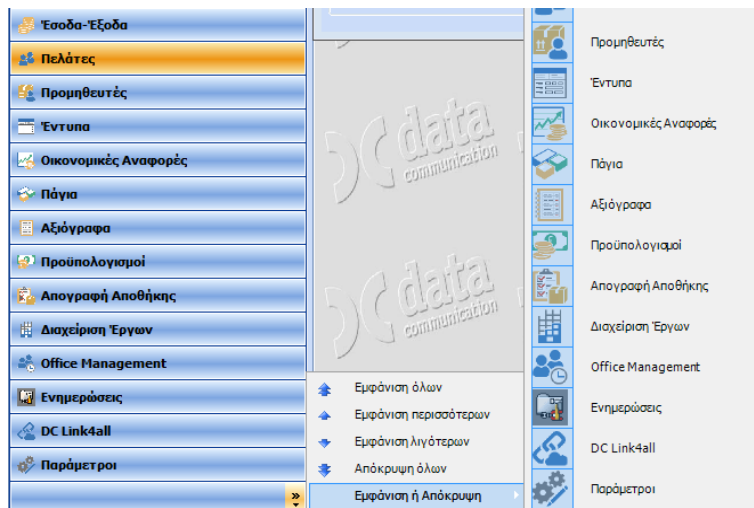 Έσοδα-Έξοδα
Πελάτες
Προμηθευτές
Έντυπα
Οικονομικές Αναφορές
Πάγια
Αξιόγραφα
Προϋπολογισμοί
Απογραφή Αποθήκης
Διαχείριση Έργων
Office Management
Ενημερώσεις
DC Link4all
Παράμετροι
data
communication
data
communication
Εμφάνιση όλων
Εμφάνιση περισσότερων
Εμφάνιση λιγότερων
Απόκρυψη όλων
Εμφάνιση ή Απόκρυψη
Προμηθευτές
Έντυπα
Οικονομικές Αναφορές
Πάγια
Αξιόγραφα
Προϋπολογισμοί
Απογραφή Αποθήκης
Διαχείριση Έργων
Office Management
Ενημερώσεις
DC Link4all
Παράμετροι